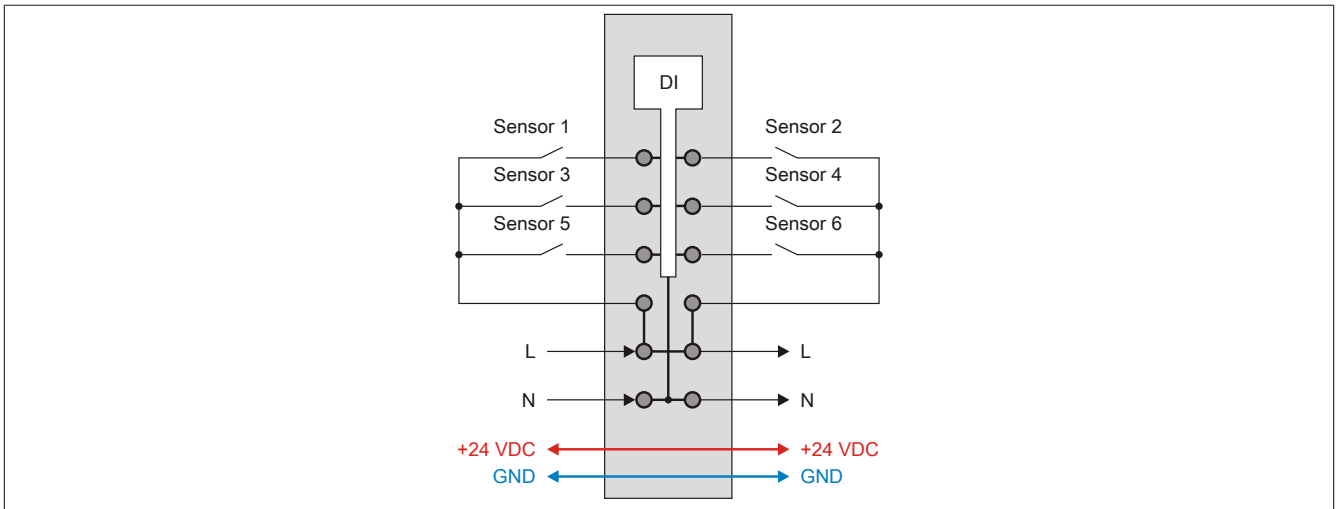 DI
Sensor 1 Sensor 2
Sensor 3 Sensor 4
Sensor 5 Sensor 6
L L
N N
+24 VDC +24 VDC
GND GND